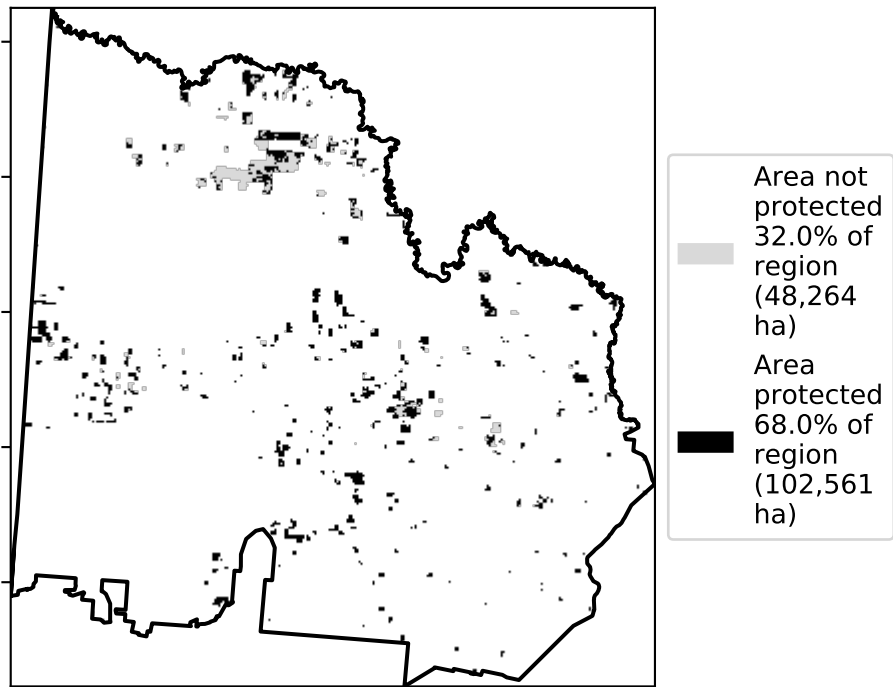 Area not
protected
32.0% of
region
(48,264
ha)
Area
protected
68.0% of
region
(102,561
ha)